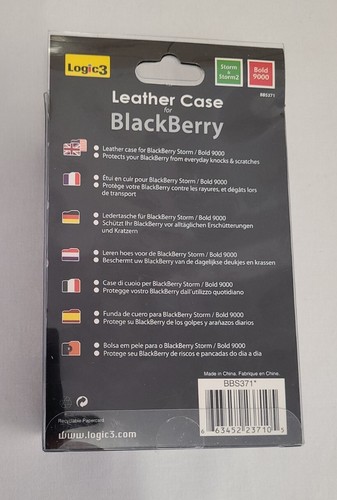 Logic3
Storm
&
Storm2
Bold
9000
BBS371
Leather Case
for
BlackBerry
Leather case for BlackBerry Storm / Bold 9000
Protects your BlackBerry from everyday knocks & scratches
Étui en cuir pour BlackBerry Storm / Bold 9000
Protège votre BlackBerry contre les rayures, et dégâts lors
de transport
Ledertasche für BlackBerry Storm / Bold 9000
Schützt Ihr BlackBerry vor alltäglichen Erschütterungen
und Kratzern
Leren hoes voor de BlackBerry Storm / Bold 9000
Beschermt uw BlackBerry van de dagelijkse deukjes en krassen
Case di cuoio per BlackBerry Storm / Bold 9000
Protegge vostro BlackBerry dall'utilizzo quotidiano
Funda de cuero para BlackBerry Storm / Bold 9000
Protege su BlackBerry de los golpes y arañazos diarios
Bolsa em pele para o BlackBerry Storm / Bold 9000
Protege seu BlackBerry de riscos e pancadas do dia a dia
Made in China. Fabrique en Chine.
BBS371*
6 63452 23710 5
Recyclable Papercard
www.logic3.com